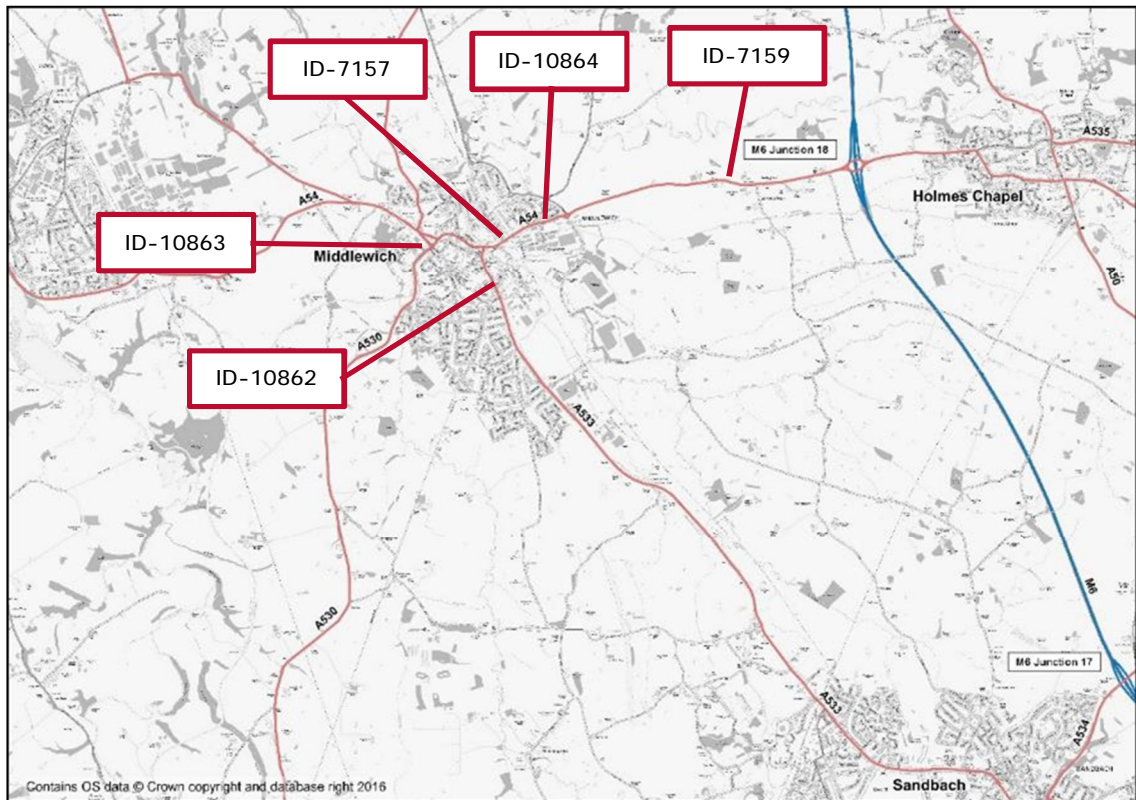 ID-7157
ID-10864
ID-7159
M6 Junction 18
A535
A54
Holmes Chapel
A54
ID-10863
Middlewich
A50
A530
ID-10862
A533
M6
A530
M6 Junction 17
A533
A534
SANDBACH
Sandbach
Contains OS data © Crown copyright and database right 2016